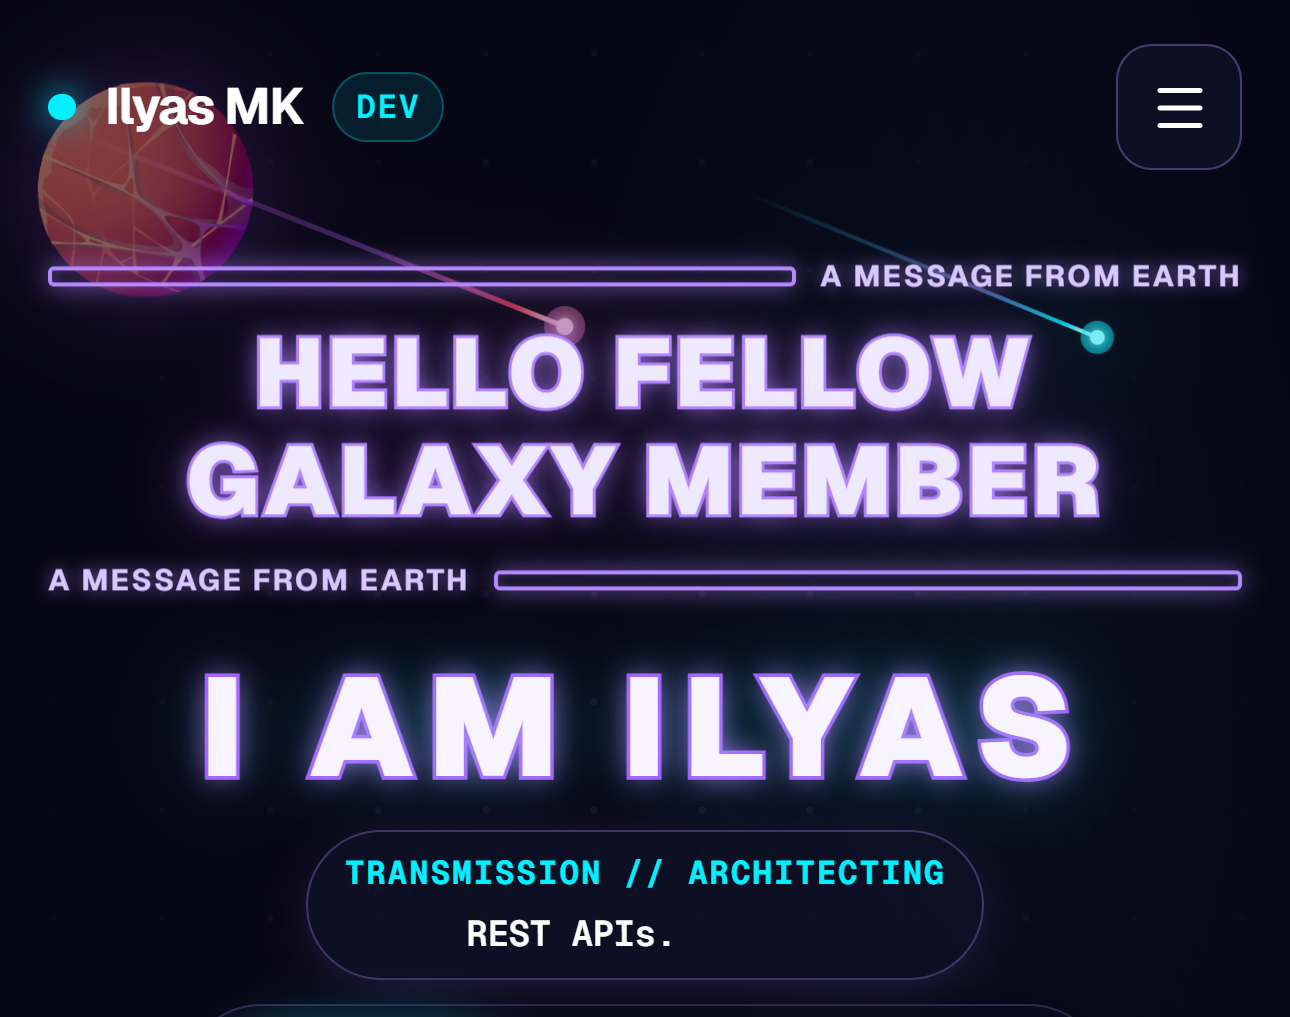 Ilyas MK DEV
A MESSAGE FROM EARTH
HELLO FELLOW
GALAXY MEMBER
A MESSAGE FROM EARTH
I AM ILYAS
TRANSMISSION // ARCHITECTING
REST APIs.